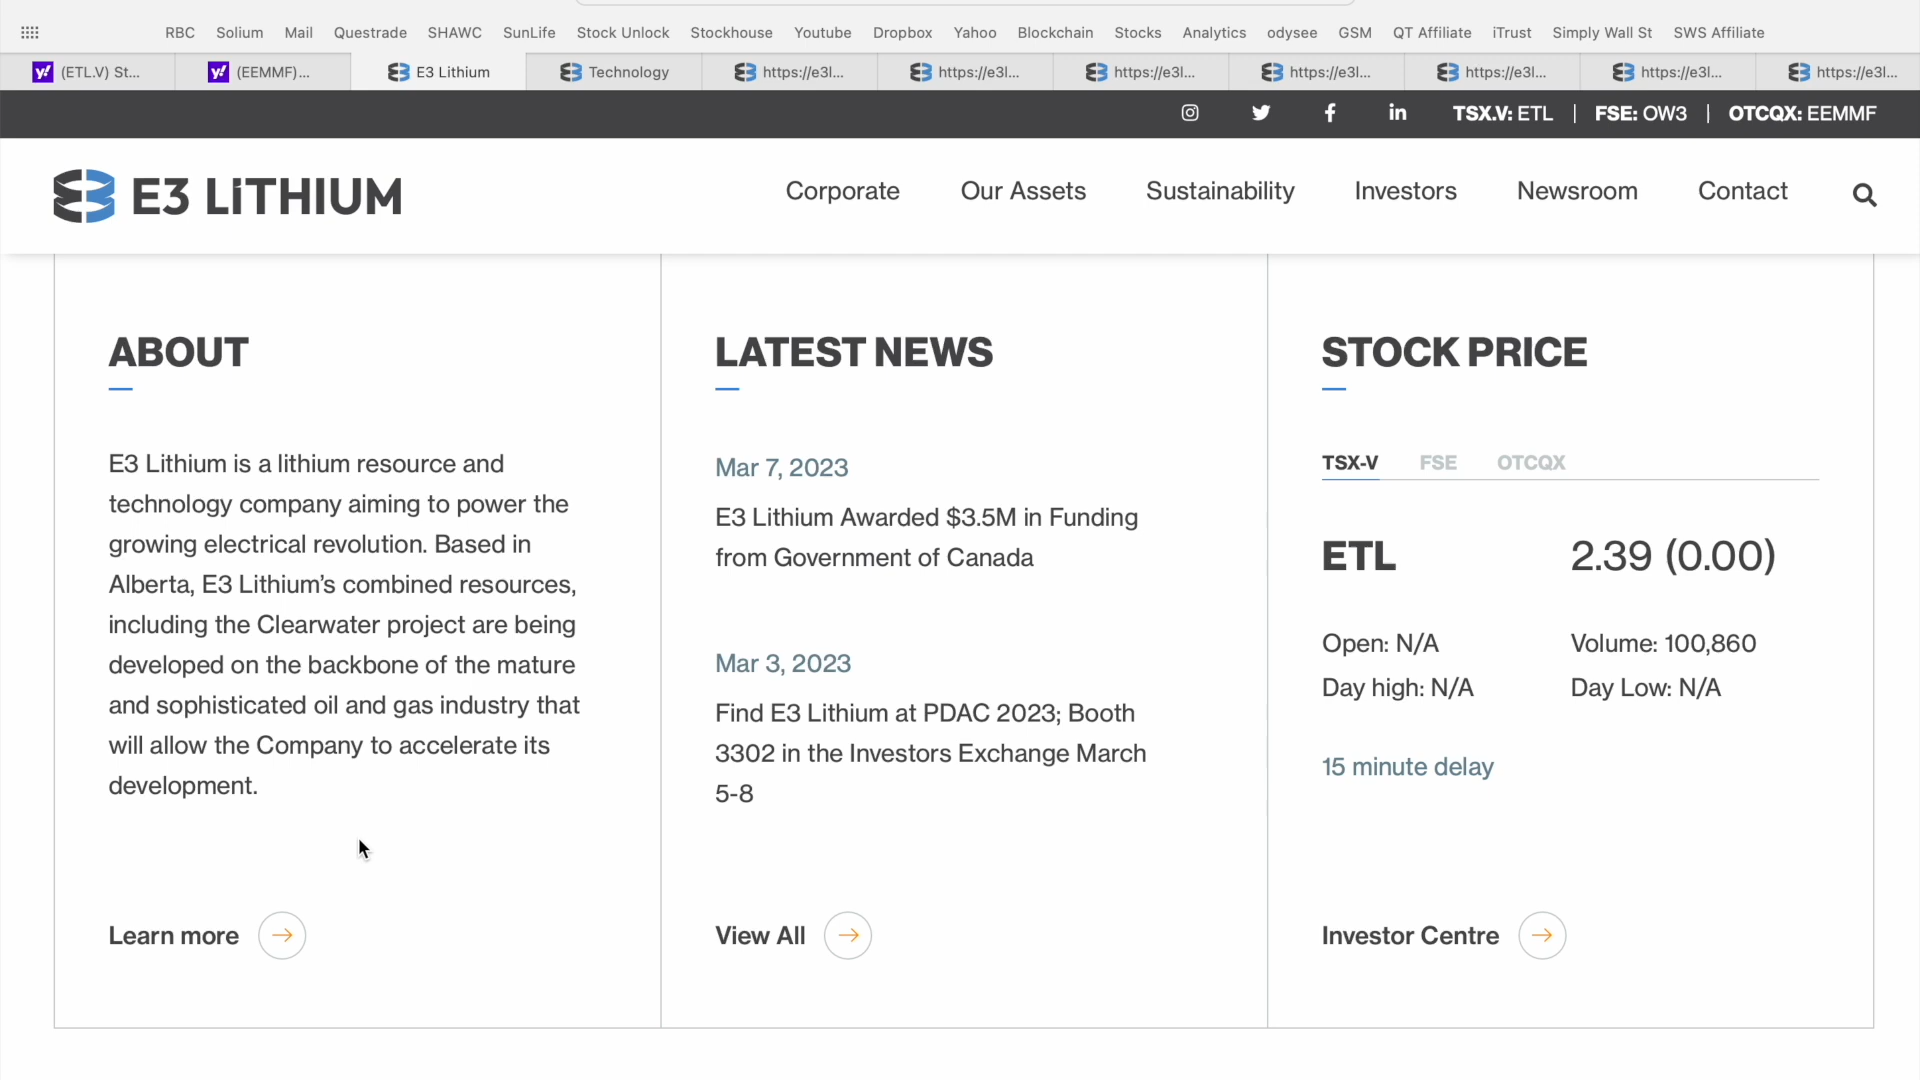 RBC Solium Mail Questrade SHAWC SunLife Stock Unlock Stockhouse Youtube Dropbox Yahoo Blockchain Stocks Analytics odysee GSM QT Affiliate iTrust Simply Wall St SWS Affiliate
(ETL.V) St... (EEMMF)... E3 Lithium Technology https://e3l... https://e3l... https://e3l... https://e3l... https://e3l... https://e3l... https://e3l...
TSX.V: ETL | FSE: OW3 | OTCQX: EEMMF
E3 LiTHIUM
Corporate Our Assets Sustainability Investors Newsroom Contact
ABOUT
E3 Lithium is a lithium resource and
technology company aiming to power the
growing electrical revolution. Based in
Alberta, E3 Lithium’s combined resources,
including the Clearwater project are being
developed on the backbone of the mature
and sophisticated oil and gas industry that
will allow the Company to accelerate its
development.
Learn more
LATEST NEWS
Mar 7, 2023
E3 Lithium Awarded $3.5M in Funding
from Government of Canada
Mar 3, 2023
Find E3 Lithium at PDAC 2023; Booth
3302 in the Investors Exchange March
5-8
View All
STOCK PRICE
TSX-V FSE OTCQX
ETL 2.39 (0.00)
Open: N/A Volume: 100,860
Day high: N/A Day Low: N/A
15 minute delay
Investor Centre